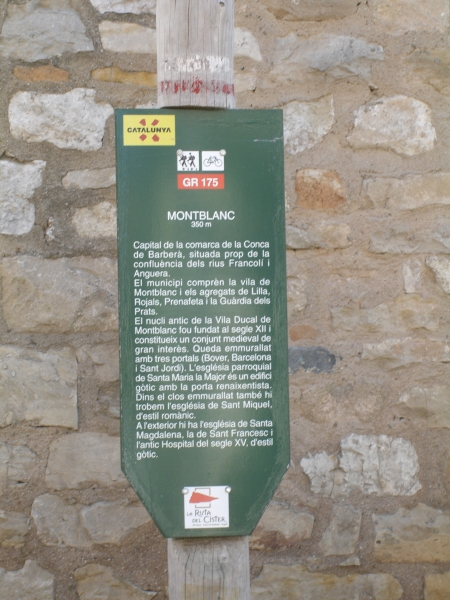 CATALUNYA
GR 175
MONTBLANC
350 m
Capital de la comarca de la Conca
de Barberà, situada prop de la
confluència dels rius Francolí i
Anguera.
El municipi comprèn la vila de
Montblanc i els agregats de Lilla,
Rojals, Prenafeta i la Guàrdia dels
Prats.
El nucli antic de la Vila Ducal de
Montblanc fou fundat al segle XII i
constitueix un conjunt medieval de
gran interès. Queda emmurallat
amb tres portals (Bover, Barcelona
i Sant Jordi). L'església parroquial
de Santa Maria la Major és un edifici
gòtic amb la porta renaixentista.
Dins el clos emmurallat també hi
trobem l'església de Sant Miquel,
d'estil romànic.
A l'exterior hi ha l'església de Santa
Magdalena, la de Sant Francesc i
l'antic Hospital del segle XV, d'estil
gòtic.
LA RUTA
DEL CISTER